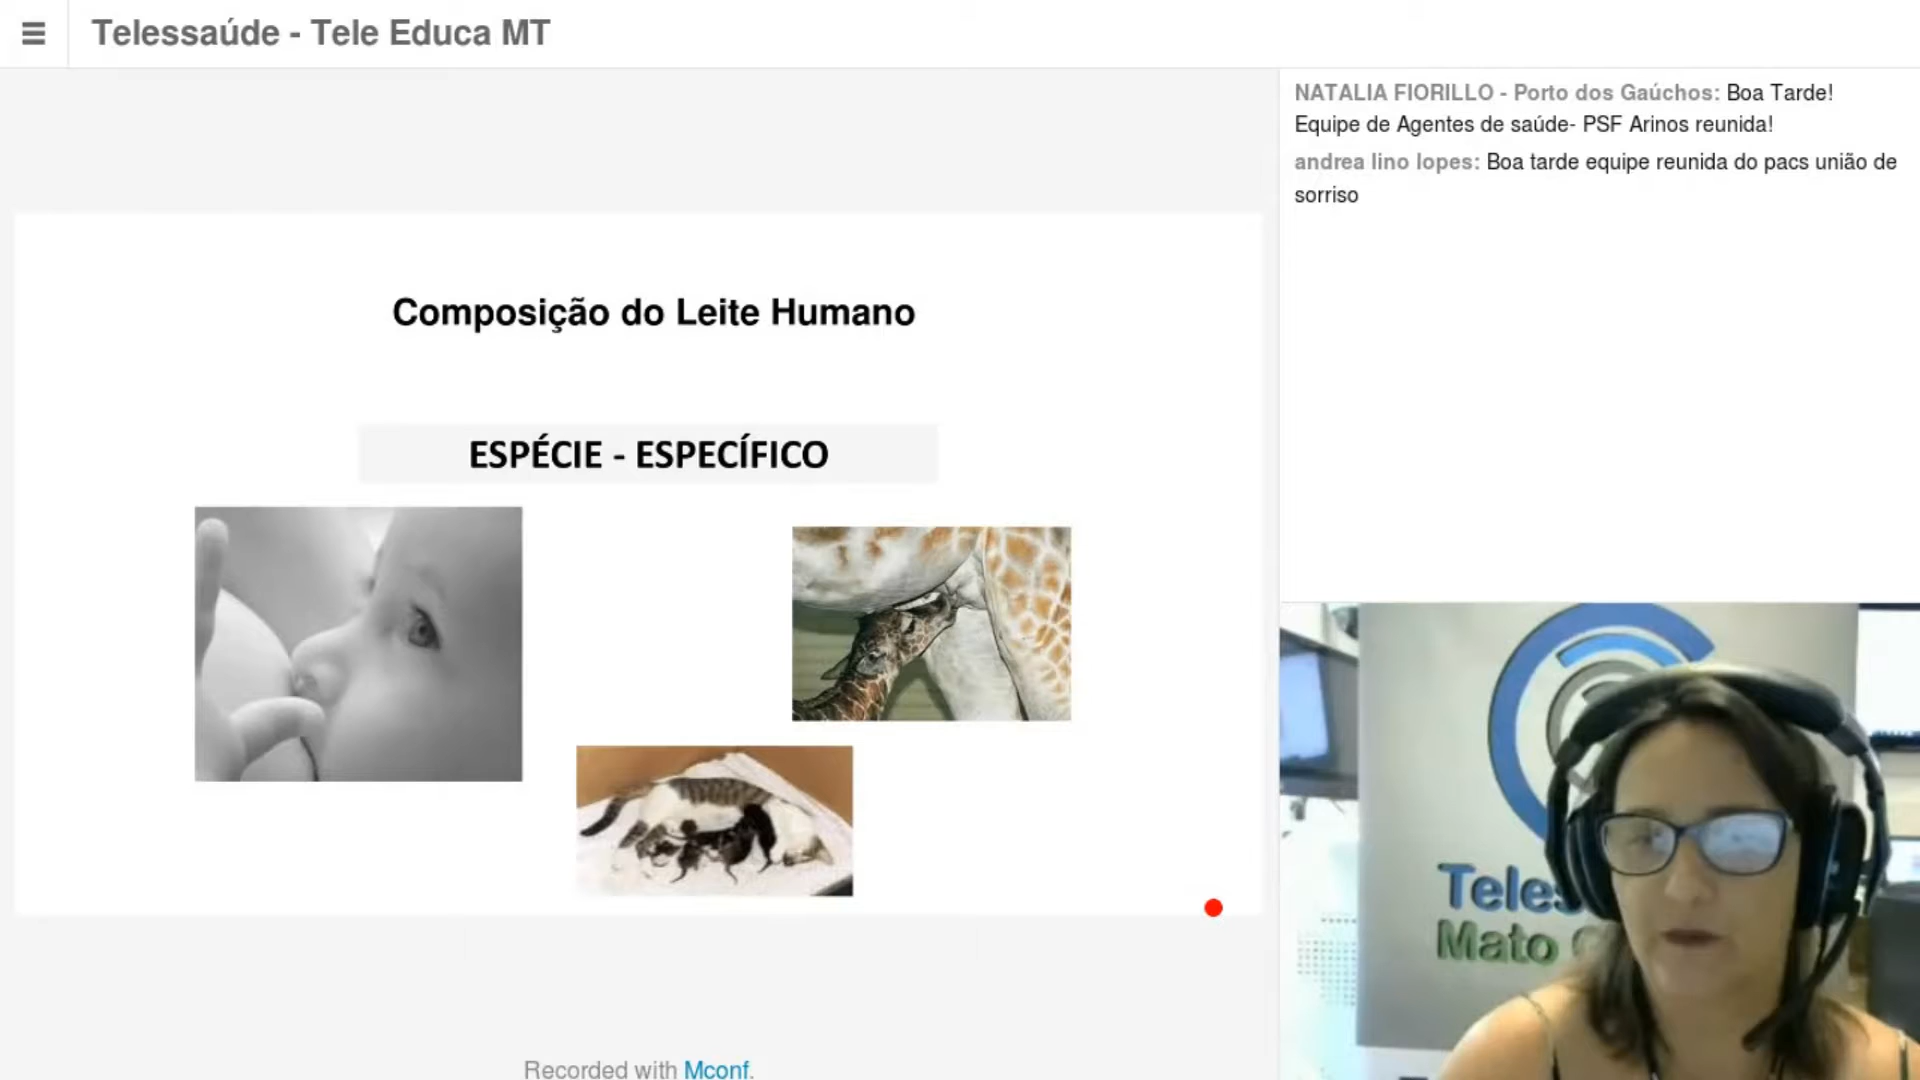 Telessaúde - Tele Educa MT
NATALIA FIORILLO - Porto dos Gaúchos: Boa Tarde!
Equipe de Agentes de saúde- PSF Arinos reunida!
andrea lino lopes: Boa tarde equipe reunida do pacs união de
sorriso
Composição do Leite Humano
ESPÉCIE - ESPECÍFICO
Mato
Recorded with Mconf.